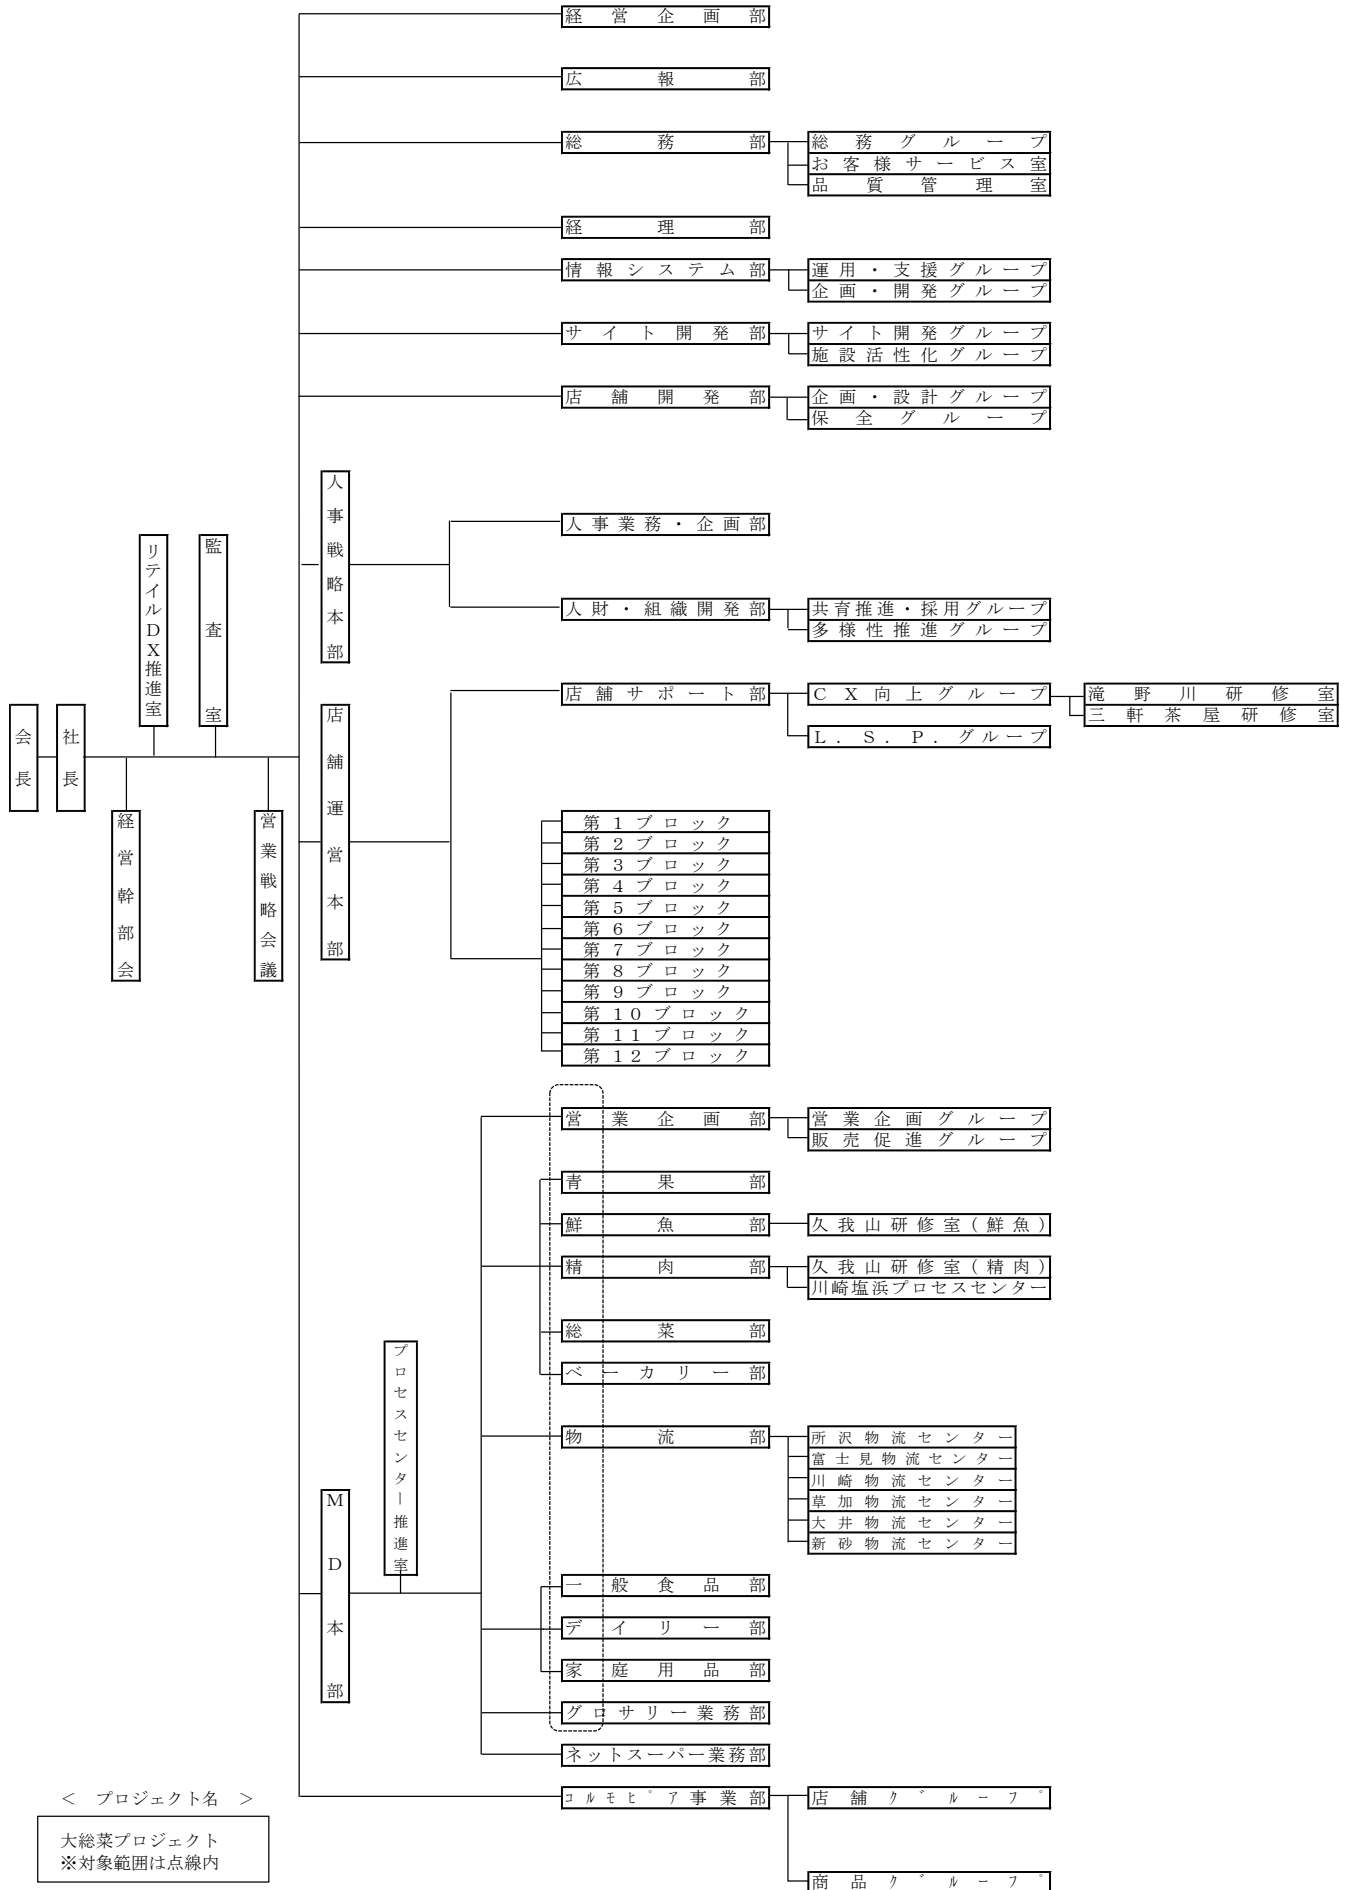 経営企画部
広報部
総務部
総務グループ
お客様サービス室
品質管理室
経理部
情報システム部
運用・支援グループ
企画・開発グループ
サイト開発部
サイト開発グループ
施設活性化グループ
店舗開発部
企画・設計グループ
保全グループ
人事戦略本部
人事業務・企画部
人財・組織開発部
共育推進・採用グループ
多様性推進グループ
リテイルDX推進室
監査室
会長
社長
経営幹部会
営業戦略会議
店舗運営本部
店舗サポート部
CX向上グループ
滝野川研修室
三軒茶屋研修室
L.S.P.グループ
第1ブロック
第2ブロック
第3ブロック
第4ブロック
第5ブロック
第6ブロック
第7ブロック
第8ブロック
第9ブロック
第10ブロック
第11ブロック
第12ブロック
MD本部
プロセスセンター推進室
営業企画部
営業企画グループ
販売促進グループ
青果部
鮮魚部
久我山研修室(鮮魚)
精肉部
久我山研修室(精肉)
川崎塩浜プロセスセンター
総菜部
ベーカリー部
物流部
所沢物流センター
富士見物流センター
川崎物流センター
草加物流センター
大井物流センター
新砂物流センター
一般食品部
デイリー部
家庭用品部
グロサリー業務部
ネットスーパー業務部
コルモピア事業部
店舗グループ
商品グループ
< プロジェクト名 >
大総菜プロジェクト
※対象範囲は点線内